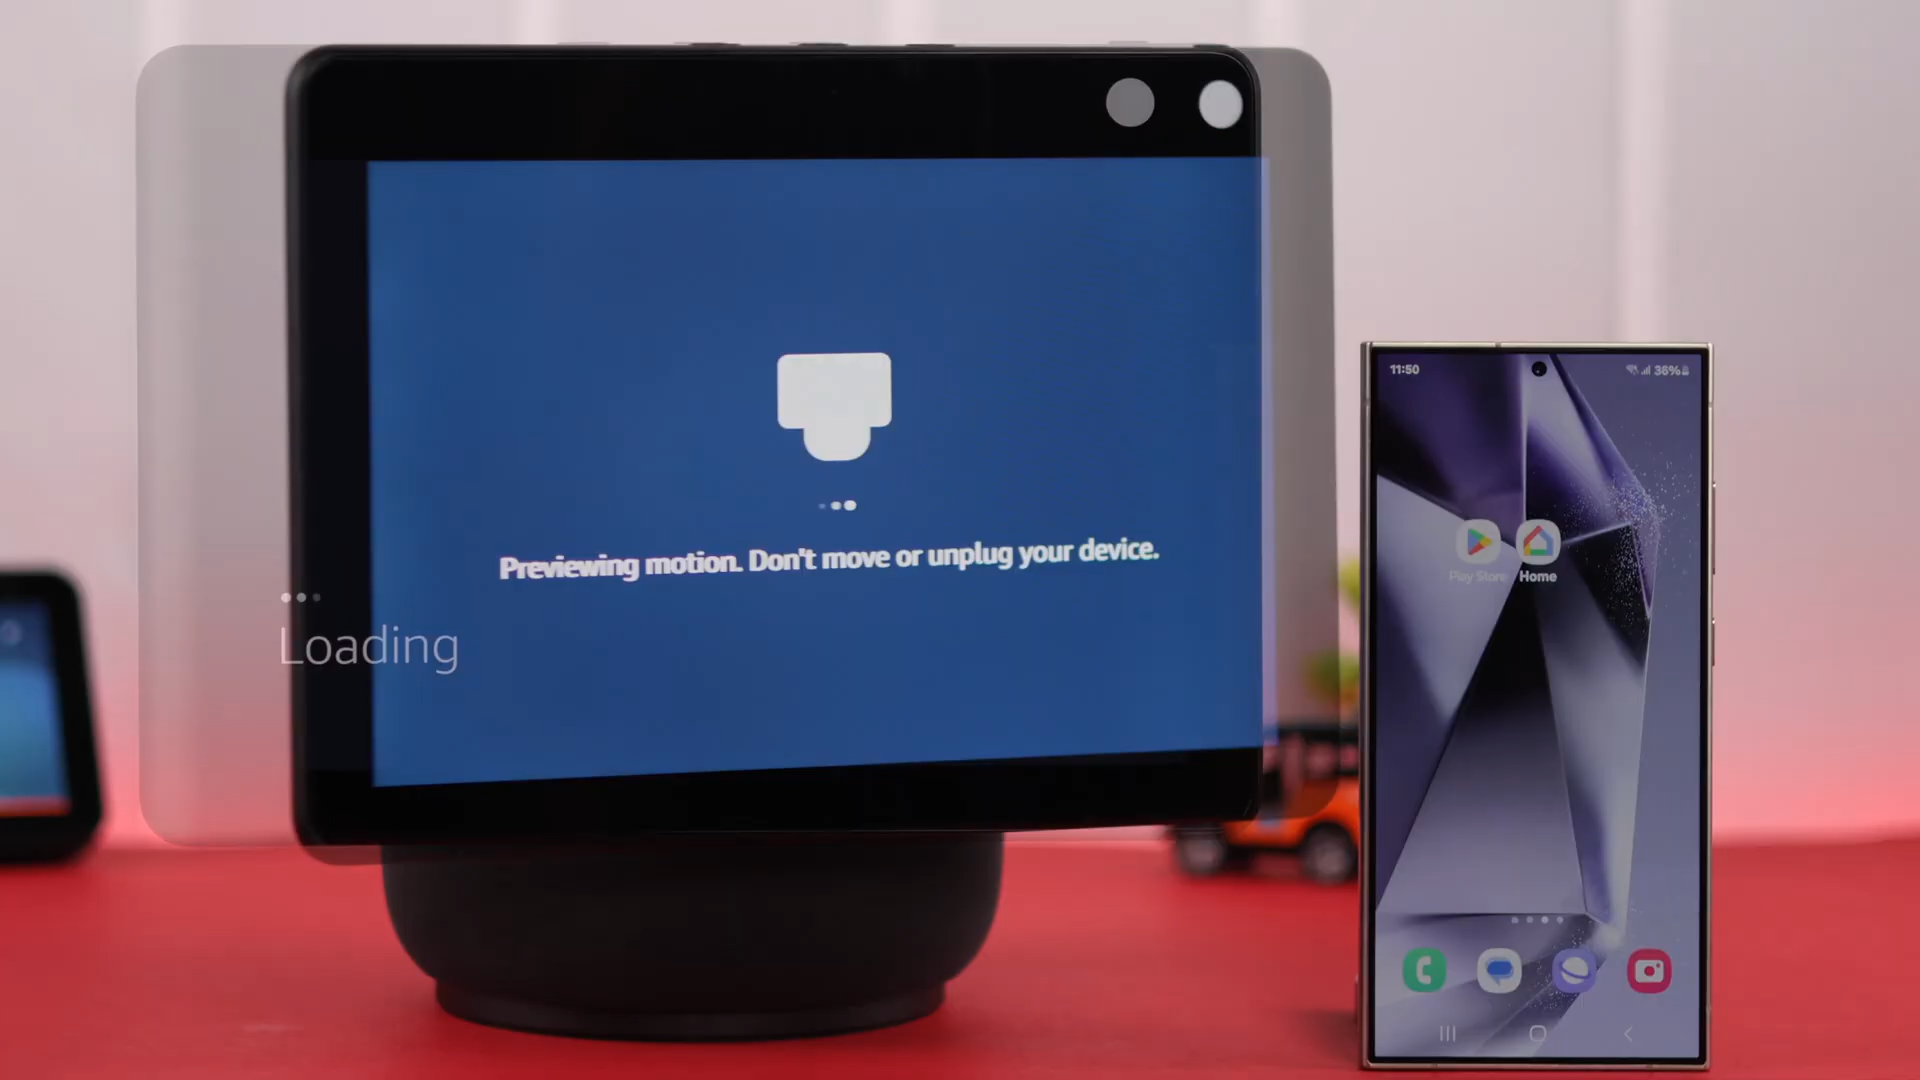 Previewing motion. Don't move or unplug your device.
Loading
11:50
36%
Play Store
Home